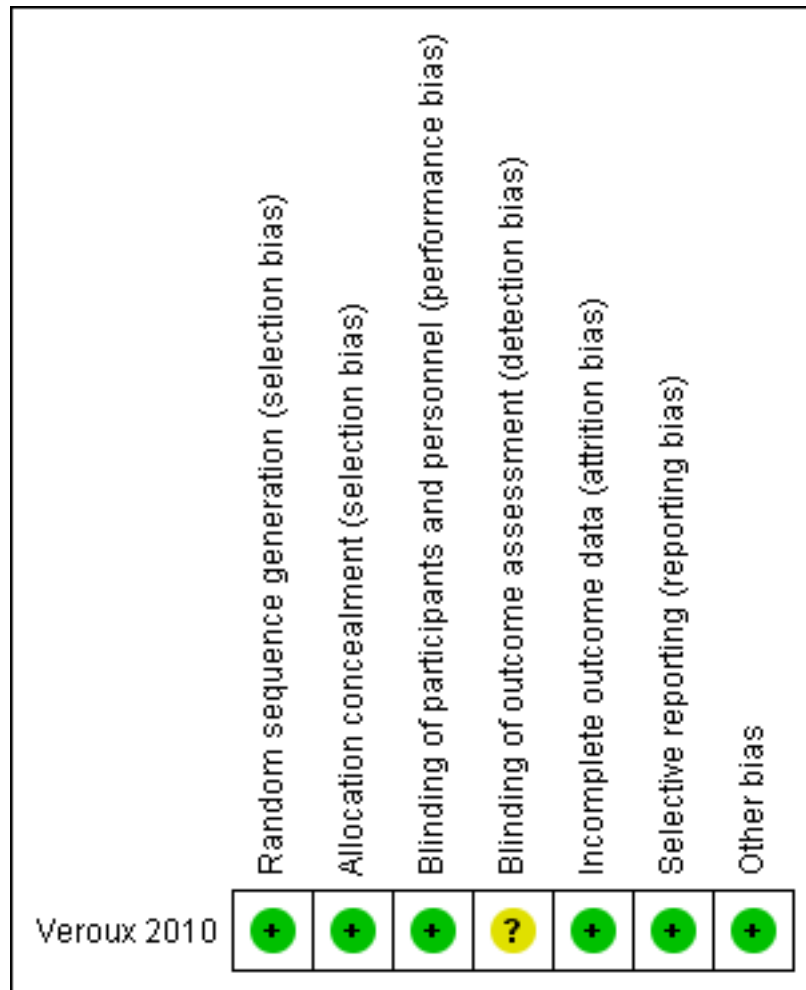 Random sequence generation (selection bias)
Allocation concealment (selection bias)
Blinding of participants and personnel (performance bias)
Blinding of outcome assessment (detection bias)
Incomplete outcome data (attrition bias)
Selective reporting (reporting bias)
Other bias
Veroux 2010 + + + ? + + +